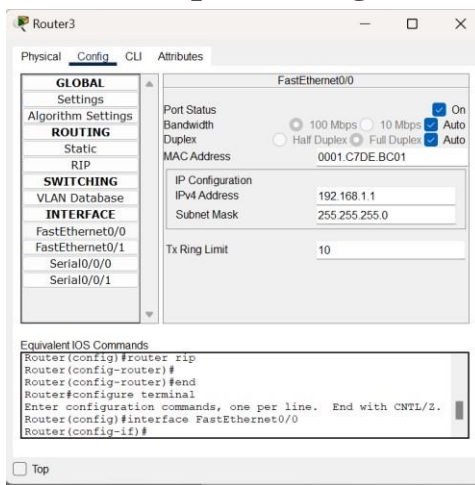 Router3
Physical Config CLI Attributes
GLOBAL
Settings
Algorithm Settings
ROUTING
Static
RIP
SWITCHING
VLAN Database
INTERFACE
FastEthernet0/0
FastEthernet0/1
Serial0/0/0
Serial0/0/1
FastEthernet0/0
Port Status On
Bandwidth 100 Mbps 10 Mbps Auto
Duplex Half Duplex Full Duplex Auto
MAC Address 0001.C7DE.BC01
IP Configuration
IPv4 Address 192.168.1.1
Subnet Mask 255.255.255.0
Tx Ring Limit 10
Equivalent IOS Commands
Router(config)#router rip
Router(config-router)#
Router(config-router)#end
Router#configure terminal
Enter configuration commands, one per line. End with CNTL/Z.
Router(config)#interface FastEthernet0/0
Router(config-if)#
Top